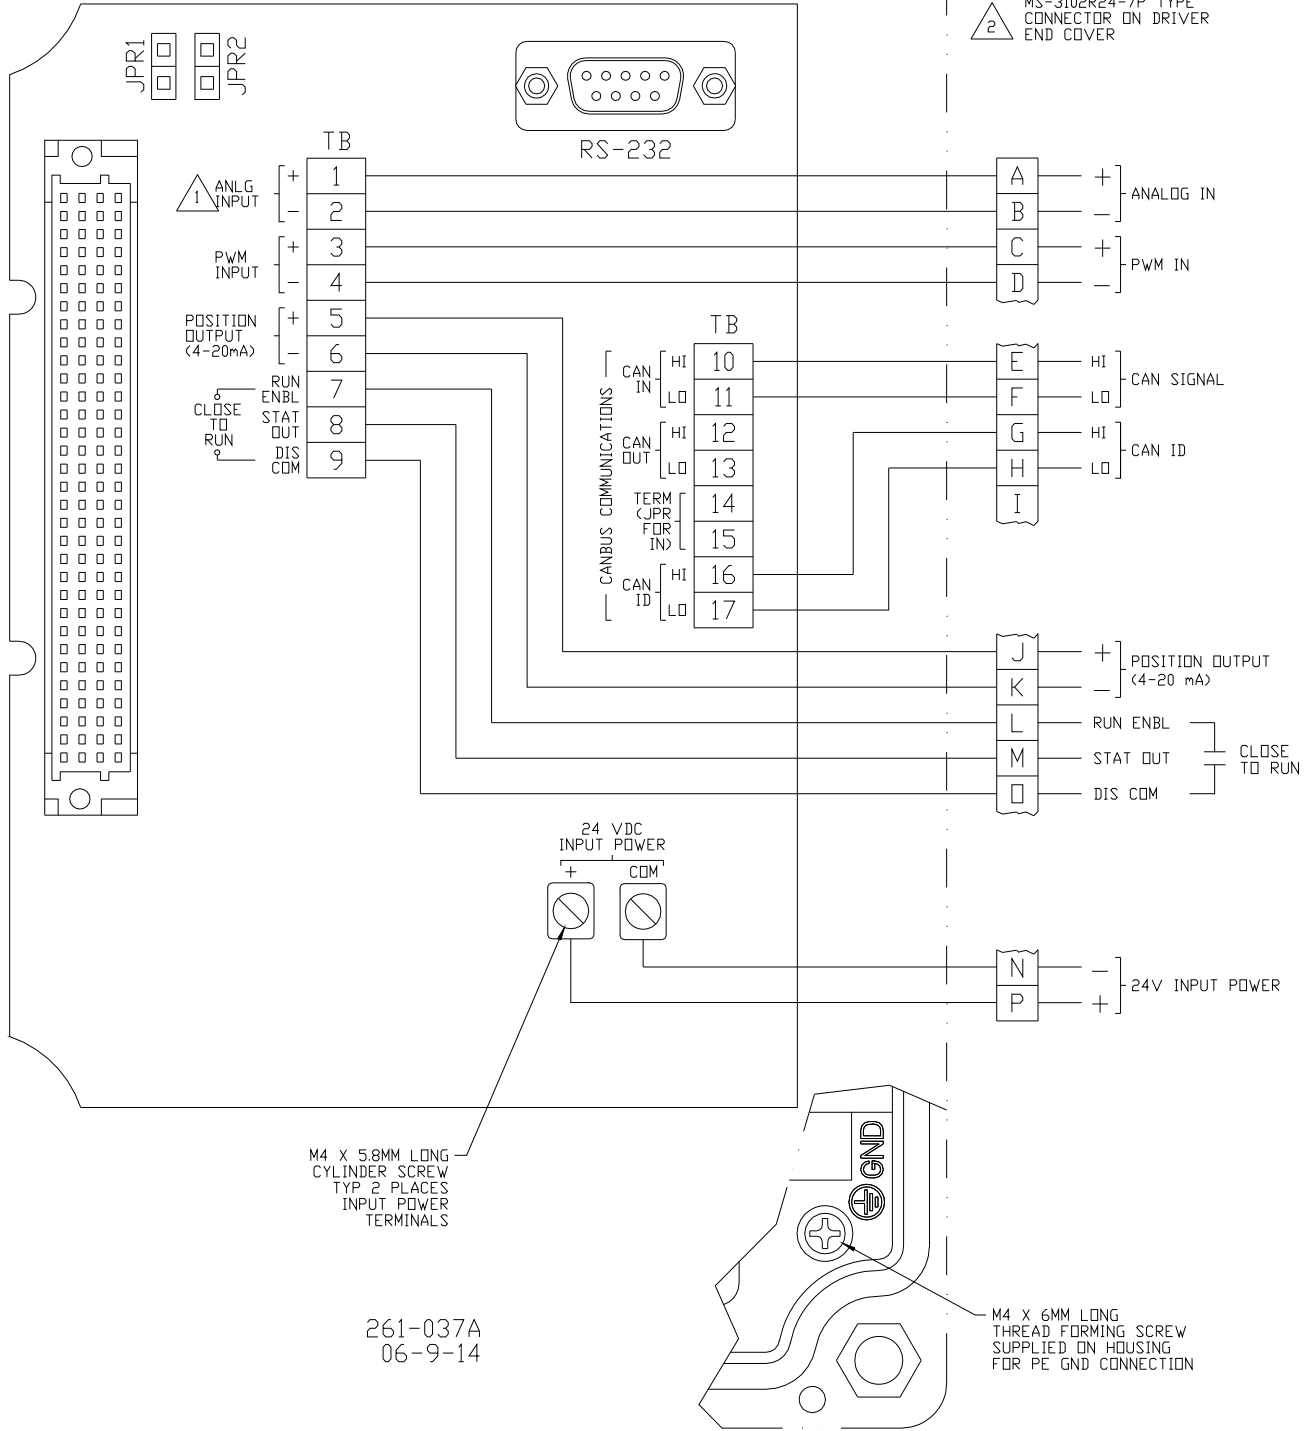 MS-3102R24-7P TYPE
CONNECTOR ON DRIVER
END COVER
2
JPR1
JPR2
RS-232
TB
1
ANLG
INPUT
+
-
1
2
PWM
INPUT
+
-
3
4
POSITION
OUTPUT
(4-20mA)
+
-
5
6
RUN
ENBL
7
STAT
OUT
8
DIS
COM
9
CLOSE
TO
RUN
TB
CANBUS COMMUNICATIONS
CAN
IN
HI
LO
10
11
CAN
OUT
HI
LO
12
13
TERM
(JPR
FOR
IN)
14
15
CAN
ID
HI
LO
16
17
A
+
B
-
ANALOG IN
C
+
D
-
PWM IN
E
HI
F
LO
CAN SIGNAL
G
HI
H
LO
CAN ID
I
J
+
K
-
POSITION OUTPUT
(4-20 mA)
L
RUN ENBL
M
STAT OUT
O
DIS COM
CLOSE
TO RUN
24 VDC
INPUT POWER
+
COM
N
-
P
+
24V INPUT POWER
M4 X 5.8MM LONG
CYLINDER SCREW
TYP 2 PLACES
INPUT POWER
TERMINALS
GND
M4 X 6MM LONG
THREAD FORMING SCREW
SUPPLIED ON HOUSING
FOR PE GND CONNECTION
261-037A
06-9-14